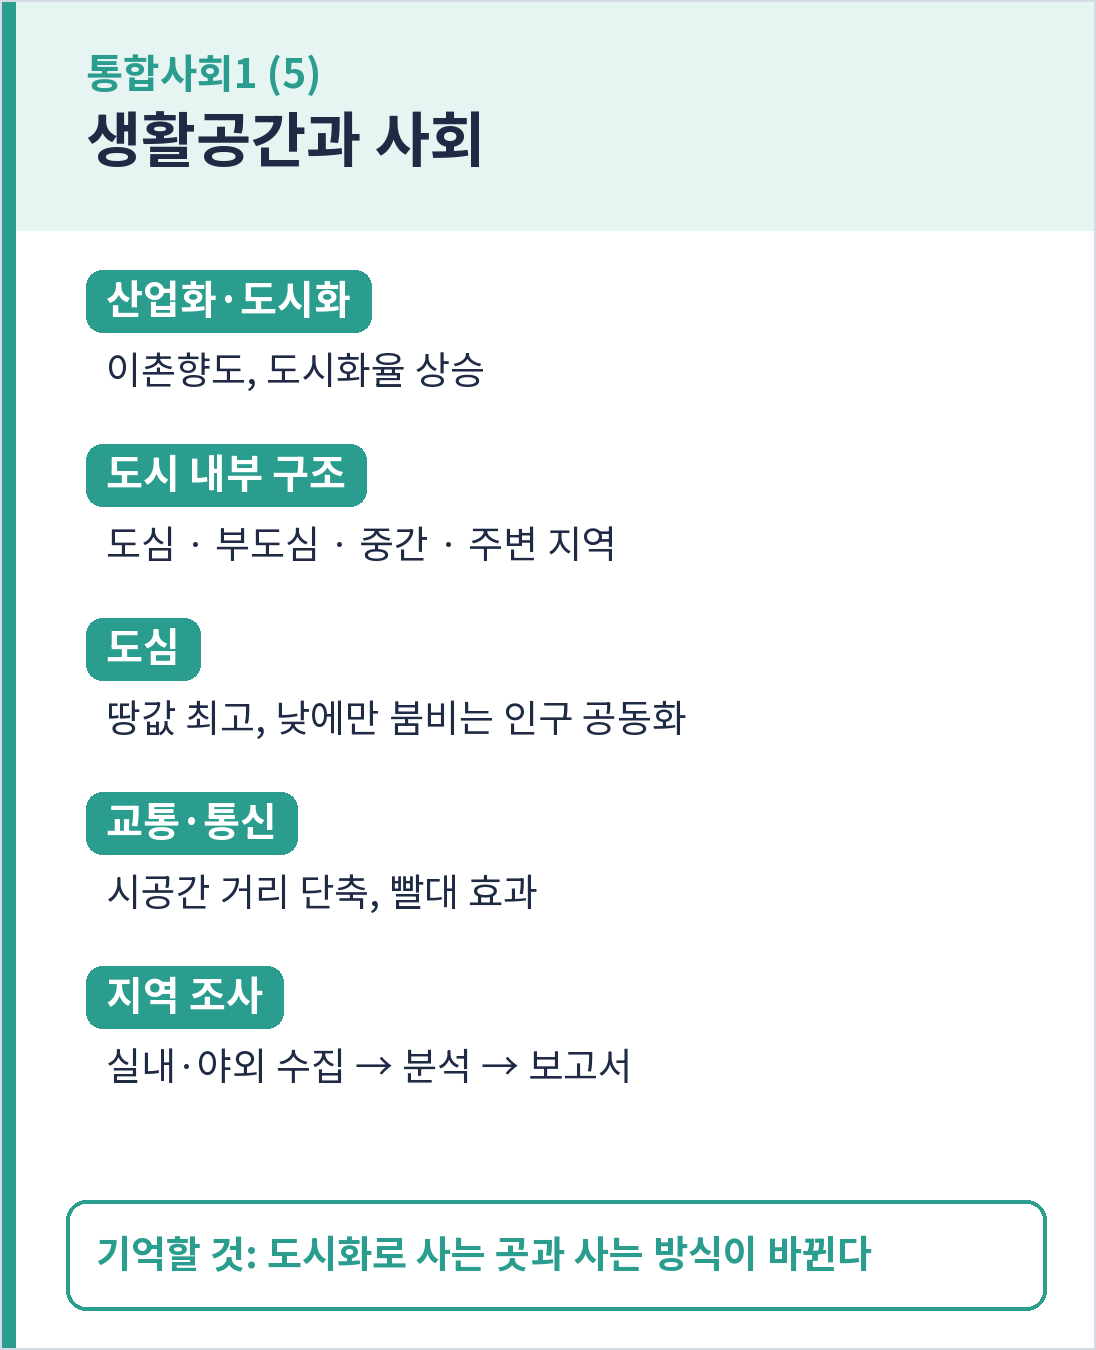 통합사회1 (5)
생활공간과 사회
산업화·도시화
이촌향도, 도시화율 상승
도시 내부 구조
도심 · 부도심 · 중간 · 주변 지역
도심
땅값 최고, 낮에만 붐비는 인구 공동화
교통·통신
시공간 거리 단축, 빨대 효과
지역 조사
실내·야외 수집 → 분석 → 보고서
기억할 것: 도시화로 사는 곳과 사는 방식이 바뀐다